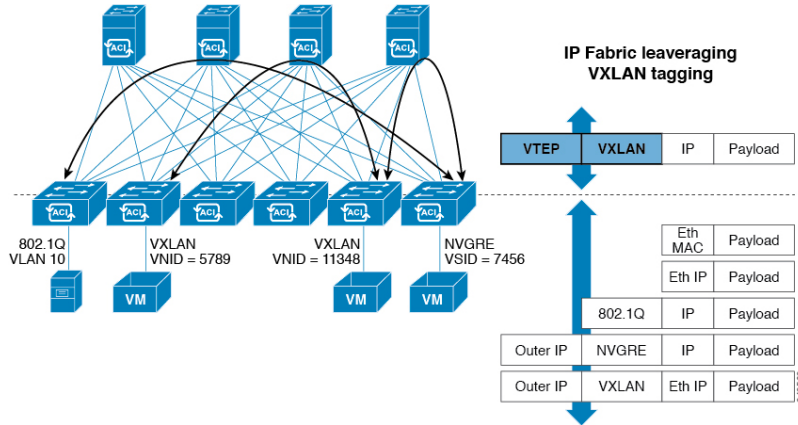 ACI ACI ACI ACI
IP Fabric leaveraging
VXLAN tagging
VTEP VXLAN IP Payload
ACI ACI ACI ACI ACI ACI
802.1Q
VLAN 10
VXLAN
VNID = 5789
VXLAN
VNID = 11348
NVGRE
VSID = 7456
VM VM VM
Eth
MAC
Payload
Eth IP Payload
802.1Q IP Payload
Outer IP NVGRE IP Payload
Outer IP VXLAN Eth IP Payload